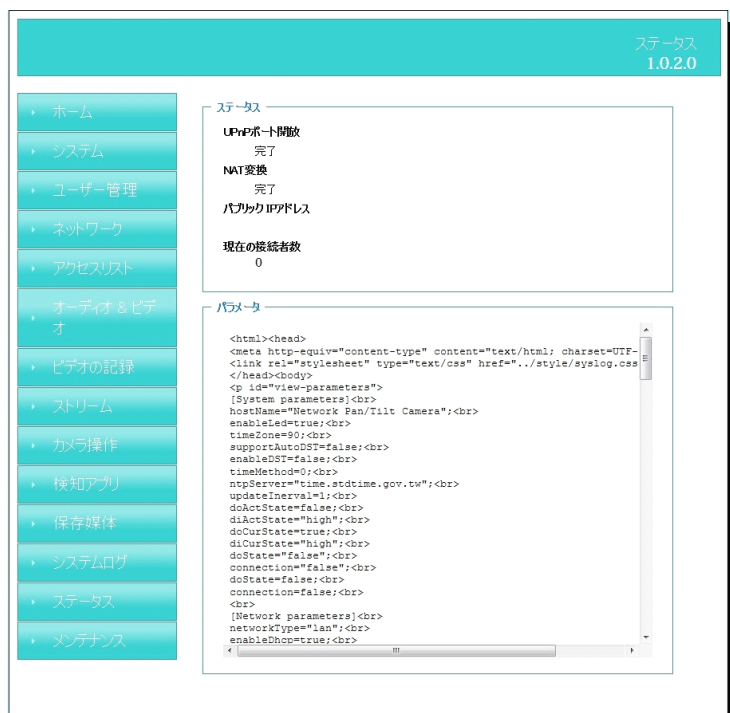 ステータス
1.0.2.0
ホーム
システム
ユーザー管理
ネットワーク
アクセスリスト
オーディオ & ビデ
オ
ビデオの記録
ストリーム
カメラ操作
検知アプリ
保存媒体
システムログ
ステータス
メンテナンス
ステータス
UPnPポート開放
完了
NAT変換
完了
パブリック IPアドレス
現在の接続者数
0
パラメータ
<html><head>
<meta http-equiv="content-type" content="text/html; charset=UTF-
<link rel="stylesheet" type="text/css" href="../style/syslog.css
</head><body>
<p id="view-parameters">
[System parameters]<br>
hostName="Network Pan/Tilt Camera";<br>
enableLed=true;<br>
timeZone=90;<br>
supportAutoDST=false;<br>
enableDST=false;<br>
timeMethod=0;<br>
ntpServer="time.stdtime.gov.tw";<br>
updateInerval=1;<br>
doActState=false;<br>
diActState="high";<br>
doCurState=true;<br>
diCurState="high";<br>
doState="false";<br>
connection="false";<br>
doState=false;<br>
connection=false;<br>
<br>
[Network parameters]<br>
networkType="lan";<br>
enableDhcp=true;<br>